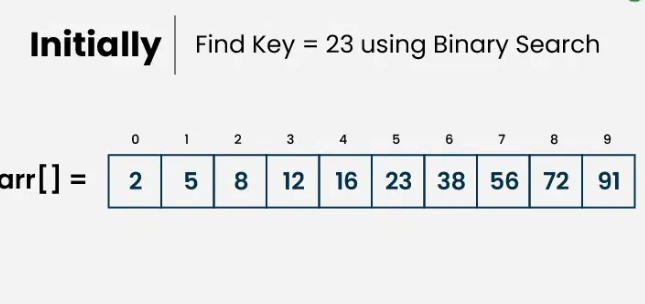 Initially Find Key = 23 using Binary Search
0 1 2 3 4 5 6 7 8 9
arr[] = 2 5 8 12 16 23 38 56 72 91